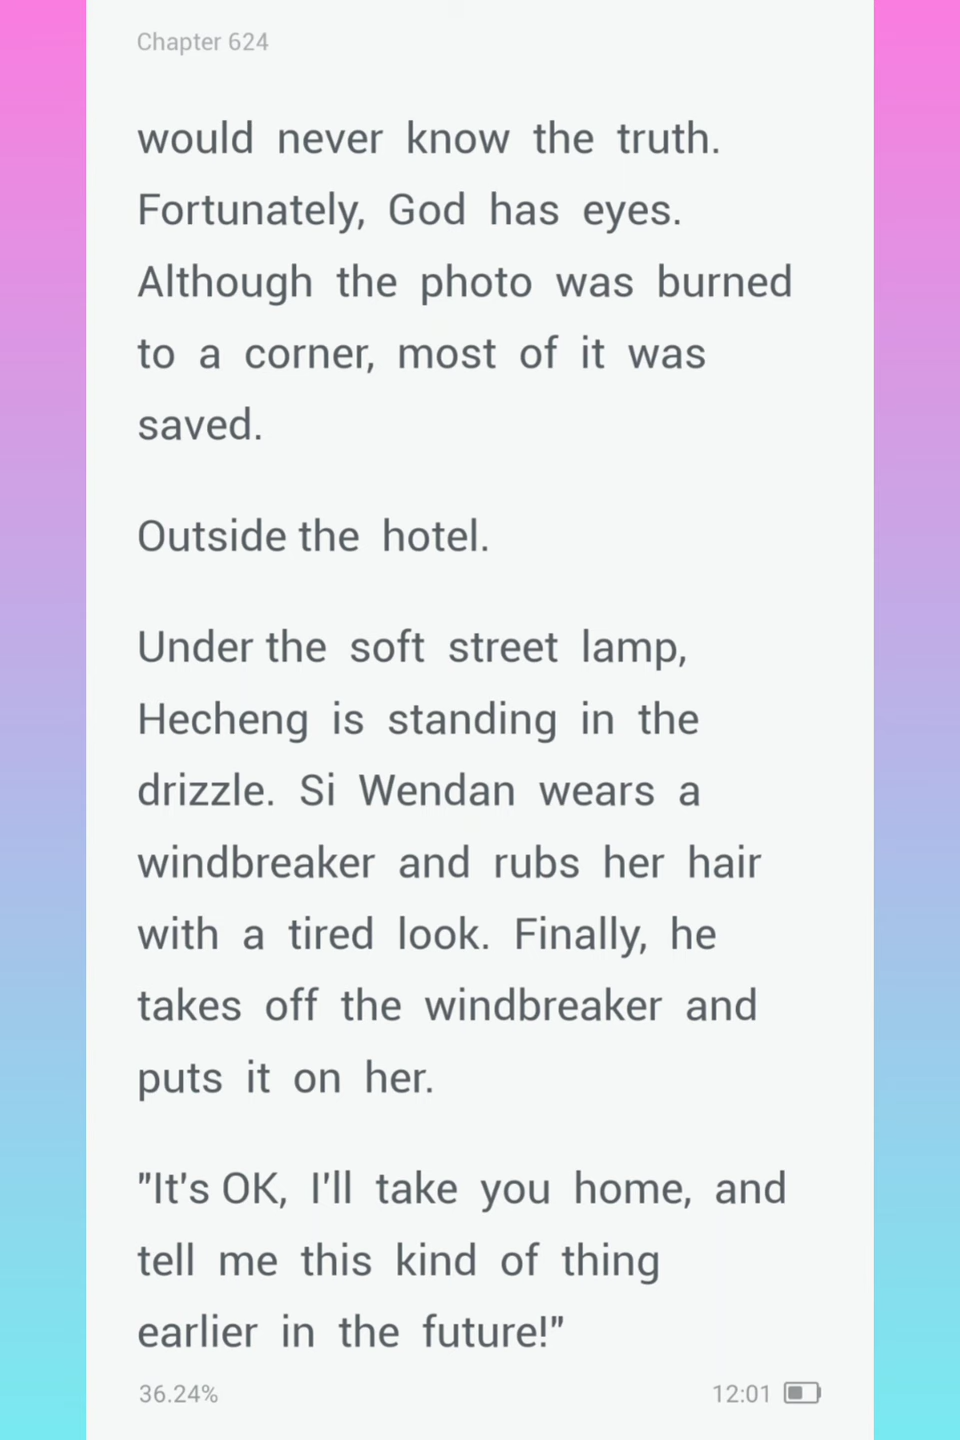 Chapter 624
would never know the truth.
Fortunately, God has eyes.
Although the photo was burned
to a corner, most of it was
saved.
Outside the hotel.
Under the soft street lamp,
Hecheng is standing in the
drizzle. Si Wendan wears a
windbreaker and rubs her hair
with a tired look. Finally, he
takes off the windbreaker and
puts it on her.
"It's OK, I'll take you home, and
tell me this kind of thing
earlier in the future!"
36.24%
12:01